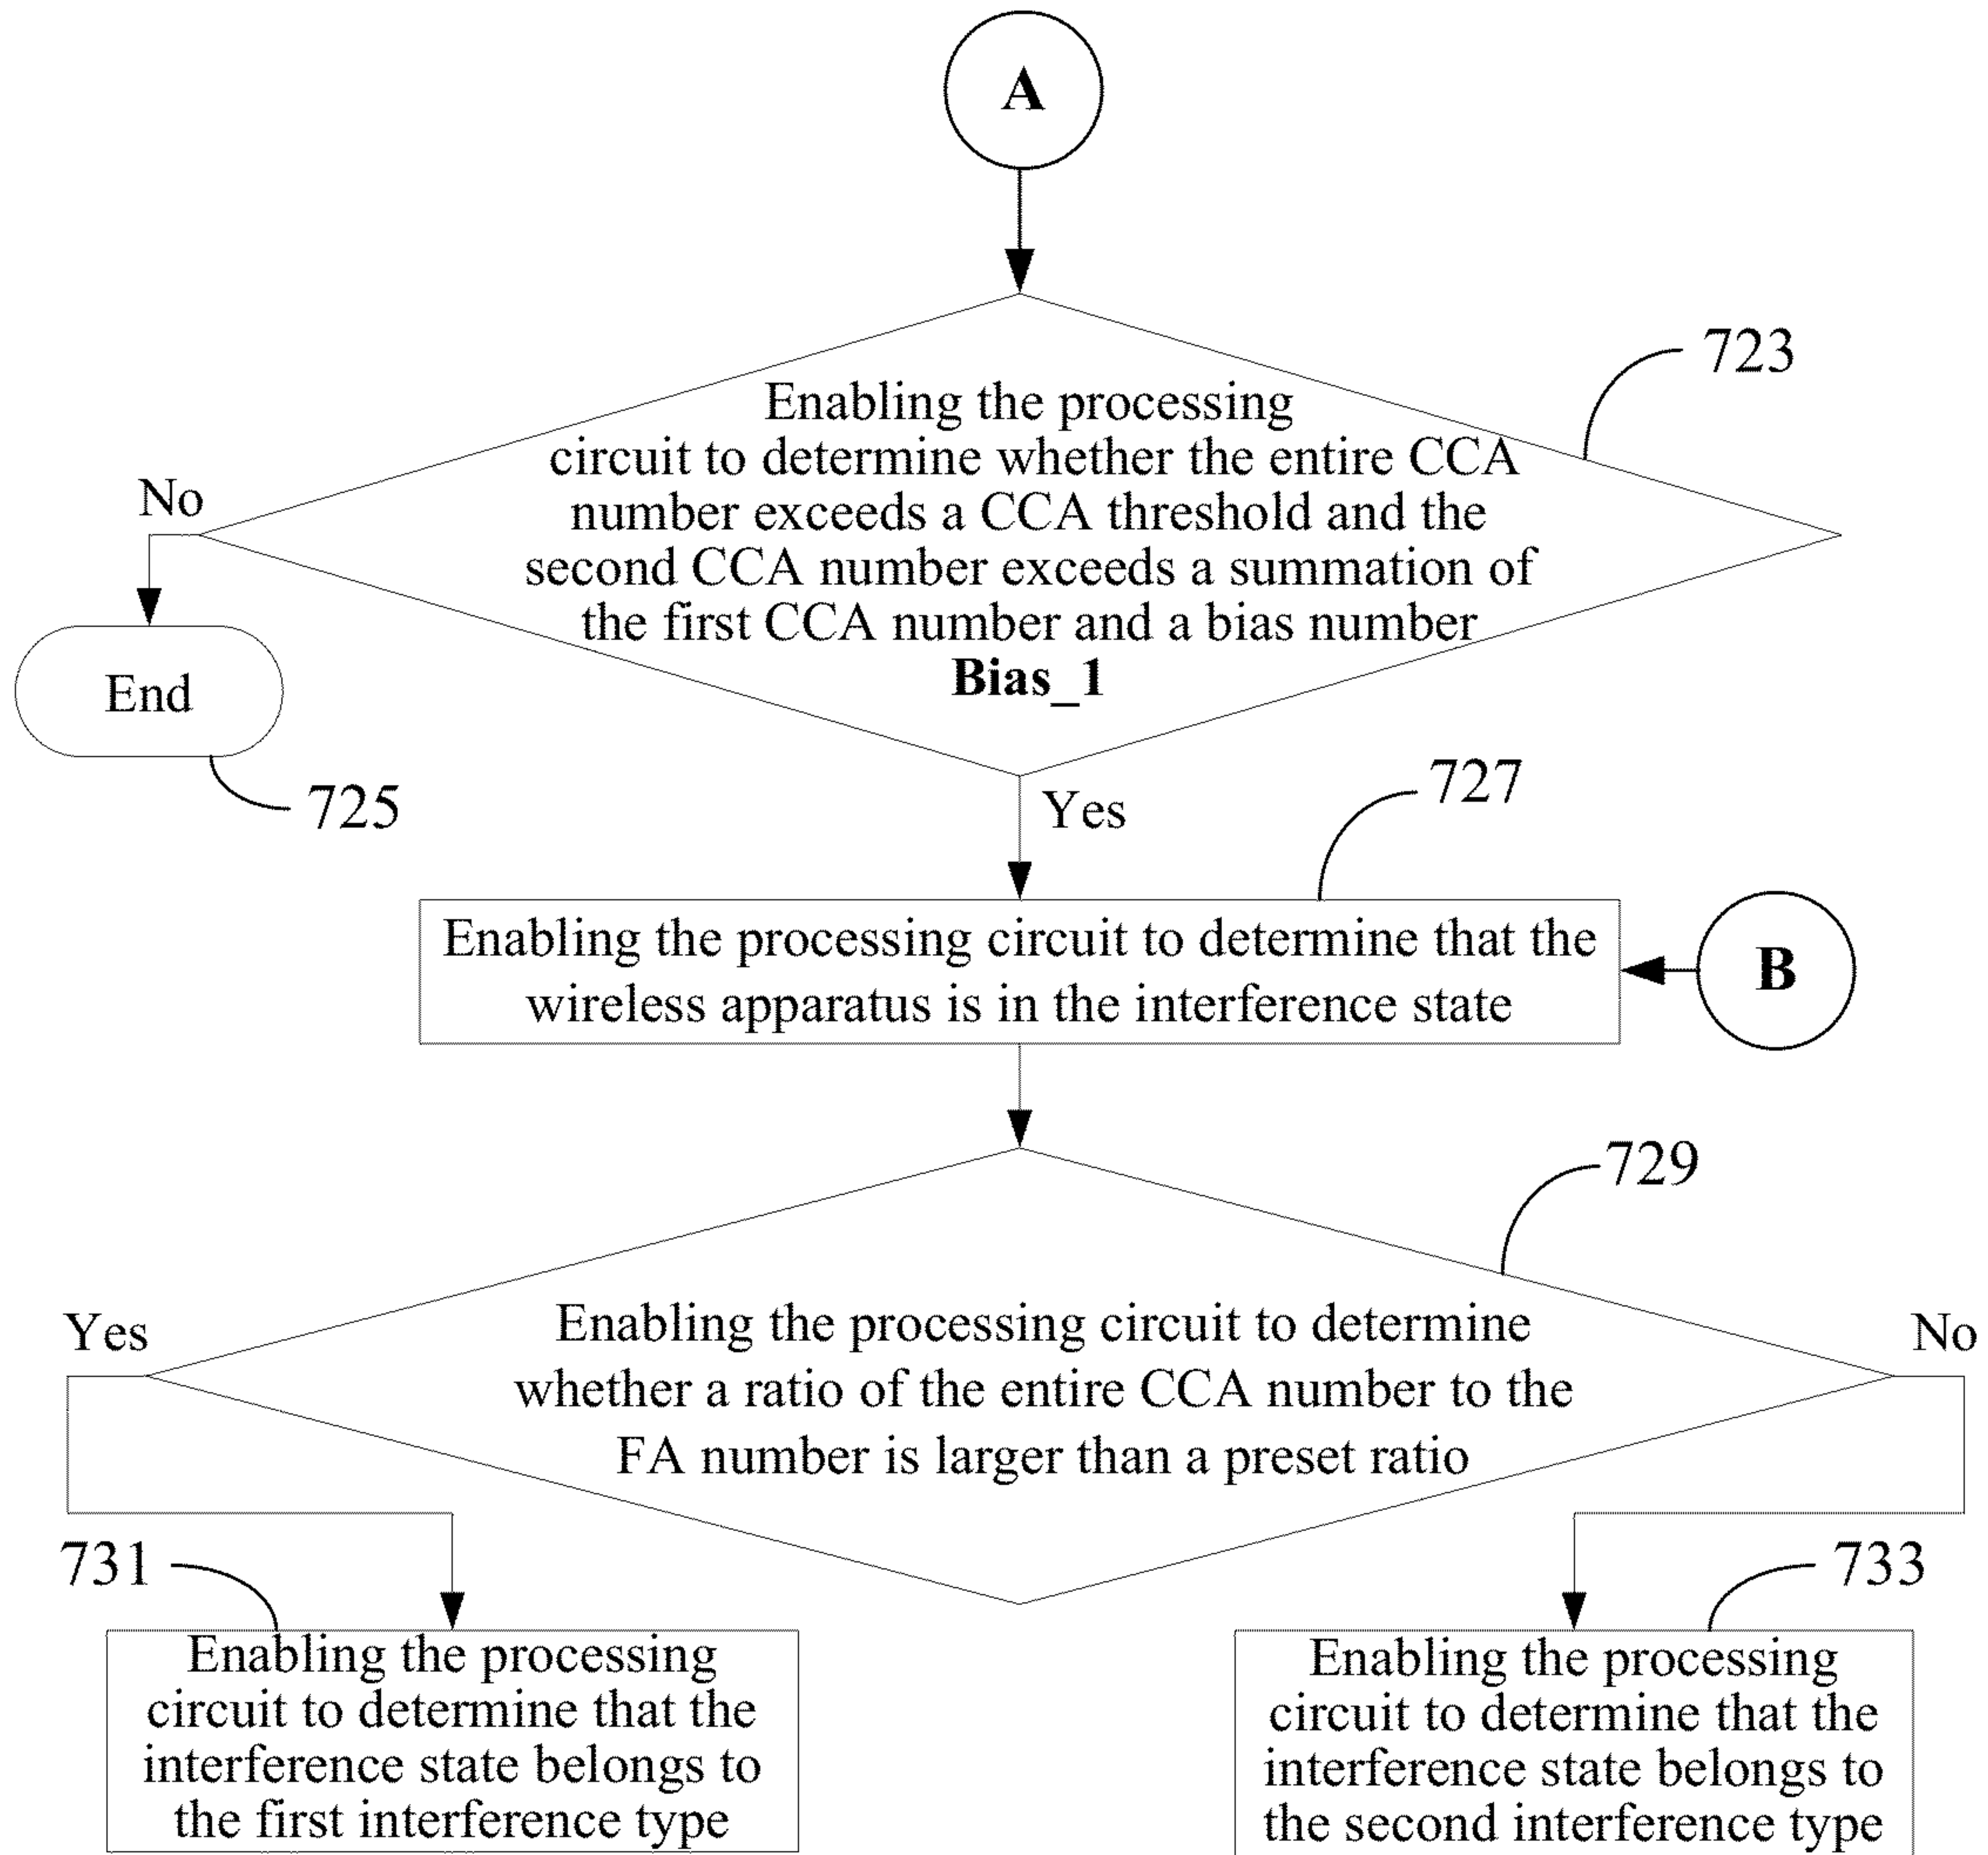 A
723
Enabling the processing
circuit to determine whether the entire CCA
number exceeds a CCA threshold and the
second CCA number exceeds a summation of
the first CCA number and a bias number
Bias_1
No
End
725
Yes
727
Enabling the processing circuit to determine that the
wireless apparatus is in the interference state
B
729
Enabling the processing circuit to determine
whether a ratio of the entire CCA number to the
FA number is larger than a preset ratio
Yes
No
731
Enabling the processing
circuit to determine that the
interference state belongs to
the first interference type
733
Enabling the processing
circuit to determine that the
interference state belongs to
the second interference type